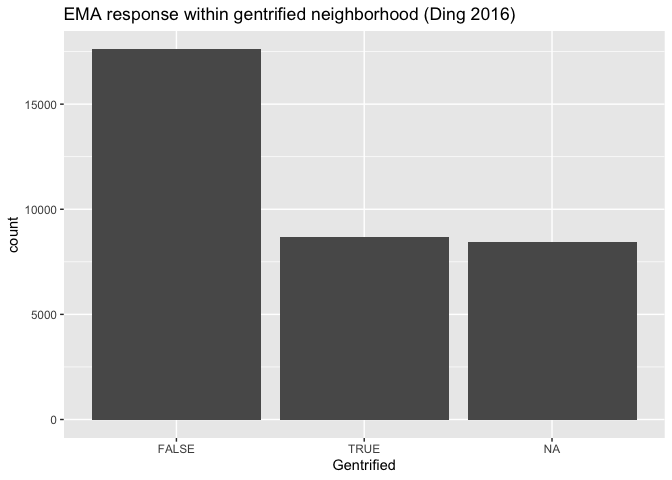 EMA response within gentrified neighborhood (Ding 2016)
15000
10000
5000
0
count
FALSE TRUE NA
Gentrified